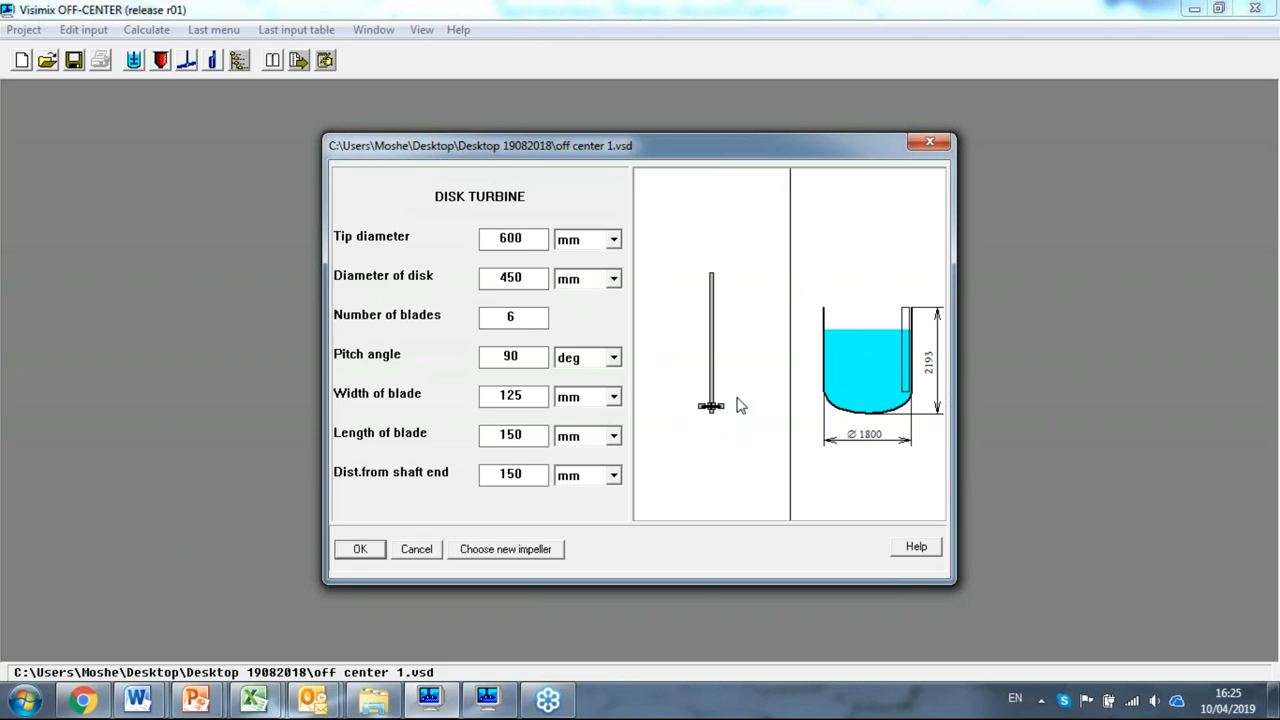 Visimix OFF-CENTER (release r01)
Project Edit input Calculate Last menu Last input table Window View Help
C:\Users\Moshe\Desktop\Desktop 19082018\off center 1.vsd
DISK TURBINE
Tip diameter 600 mm
Diameter of disk 450 mm
Number of blades 6
Pitch angle 90 deg
Width of blade 125 mm
Length of blade 150 mm
Dist.from shaft end 150 mm
2193
Ø 1800
OK Cancel Choose new impeller Help
C:\Users\Moshe\Desktop\Desktop 19082018\off center 1.vsd
EN 16:25
10/04/2019